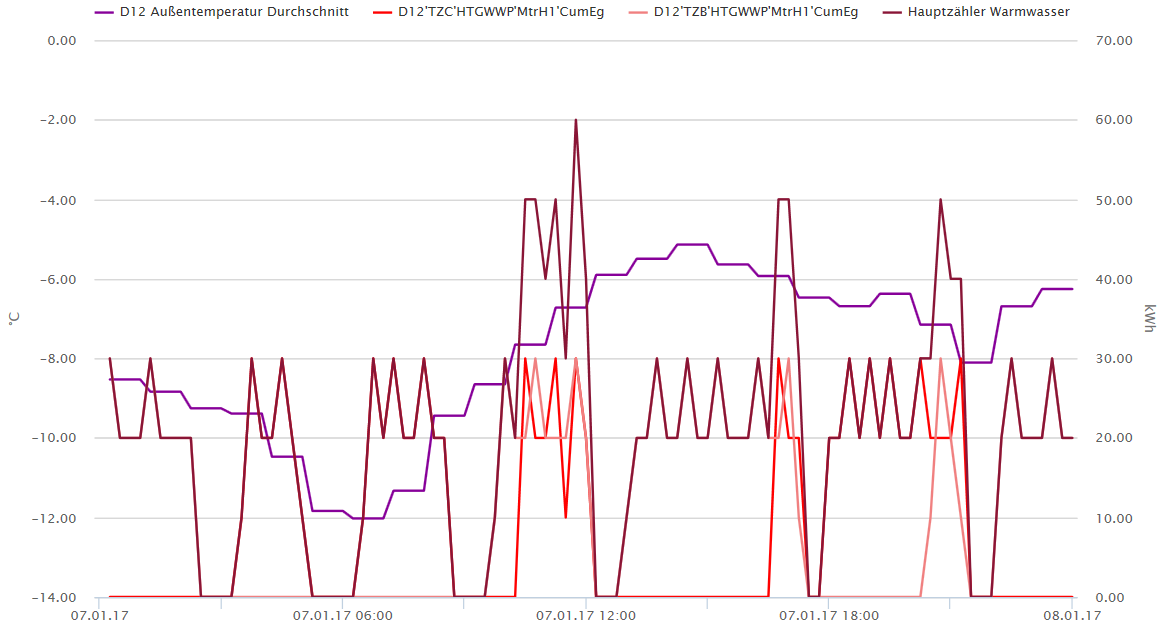 D12 Außentemperatur Durchschnitt D12'TZC'HTGWWP'MtrH1'CumEg D12'TZB'HTGWWP'MtrH1'CumEg Hauptzähler Warmwasser
0.00 70.00
−2.00 60.00
−4.00 50.00
−6.00 40.00
°C kWh
−8.00 30.00
−10.00 20.00
−12.00 10.00
−14.00 0.00
07.01.17 07.01.17 06:00 07.01.17 12:00 07.01.17 18:00 08.01.17